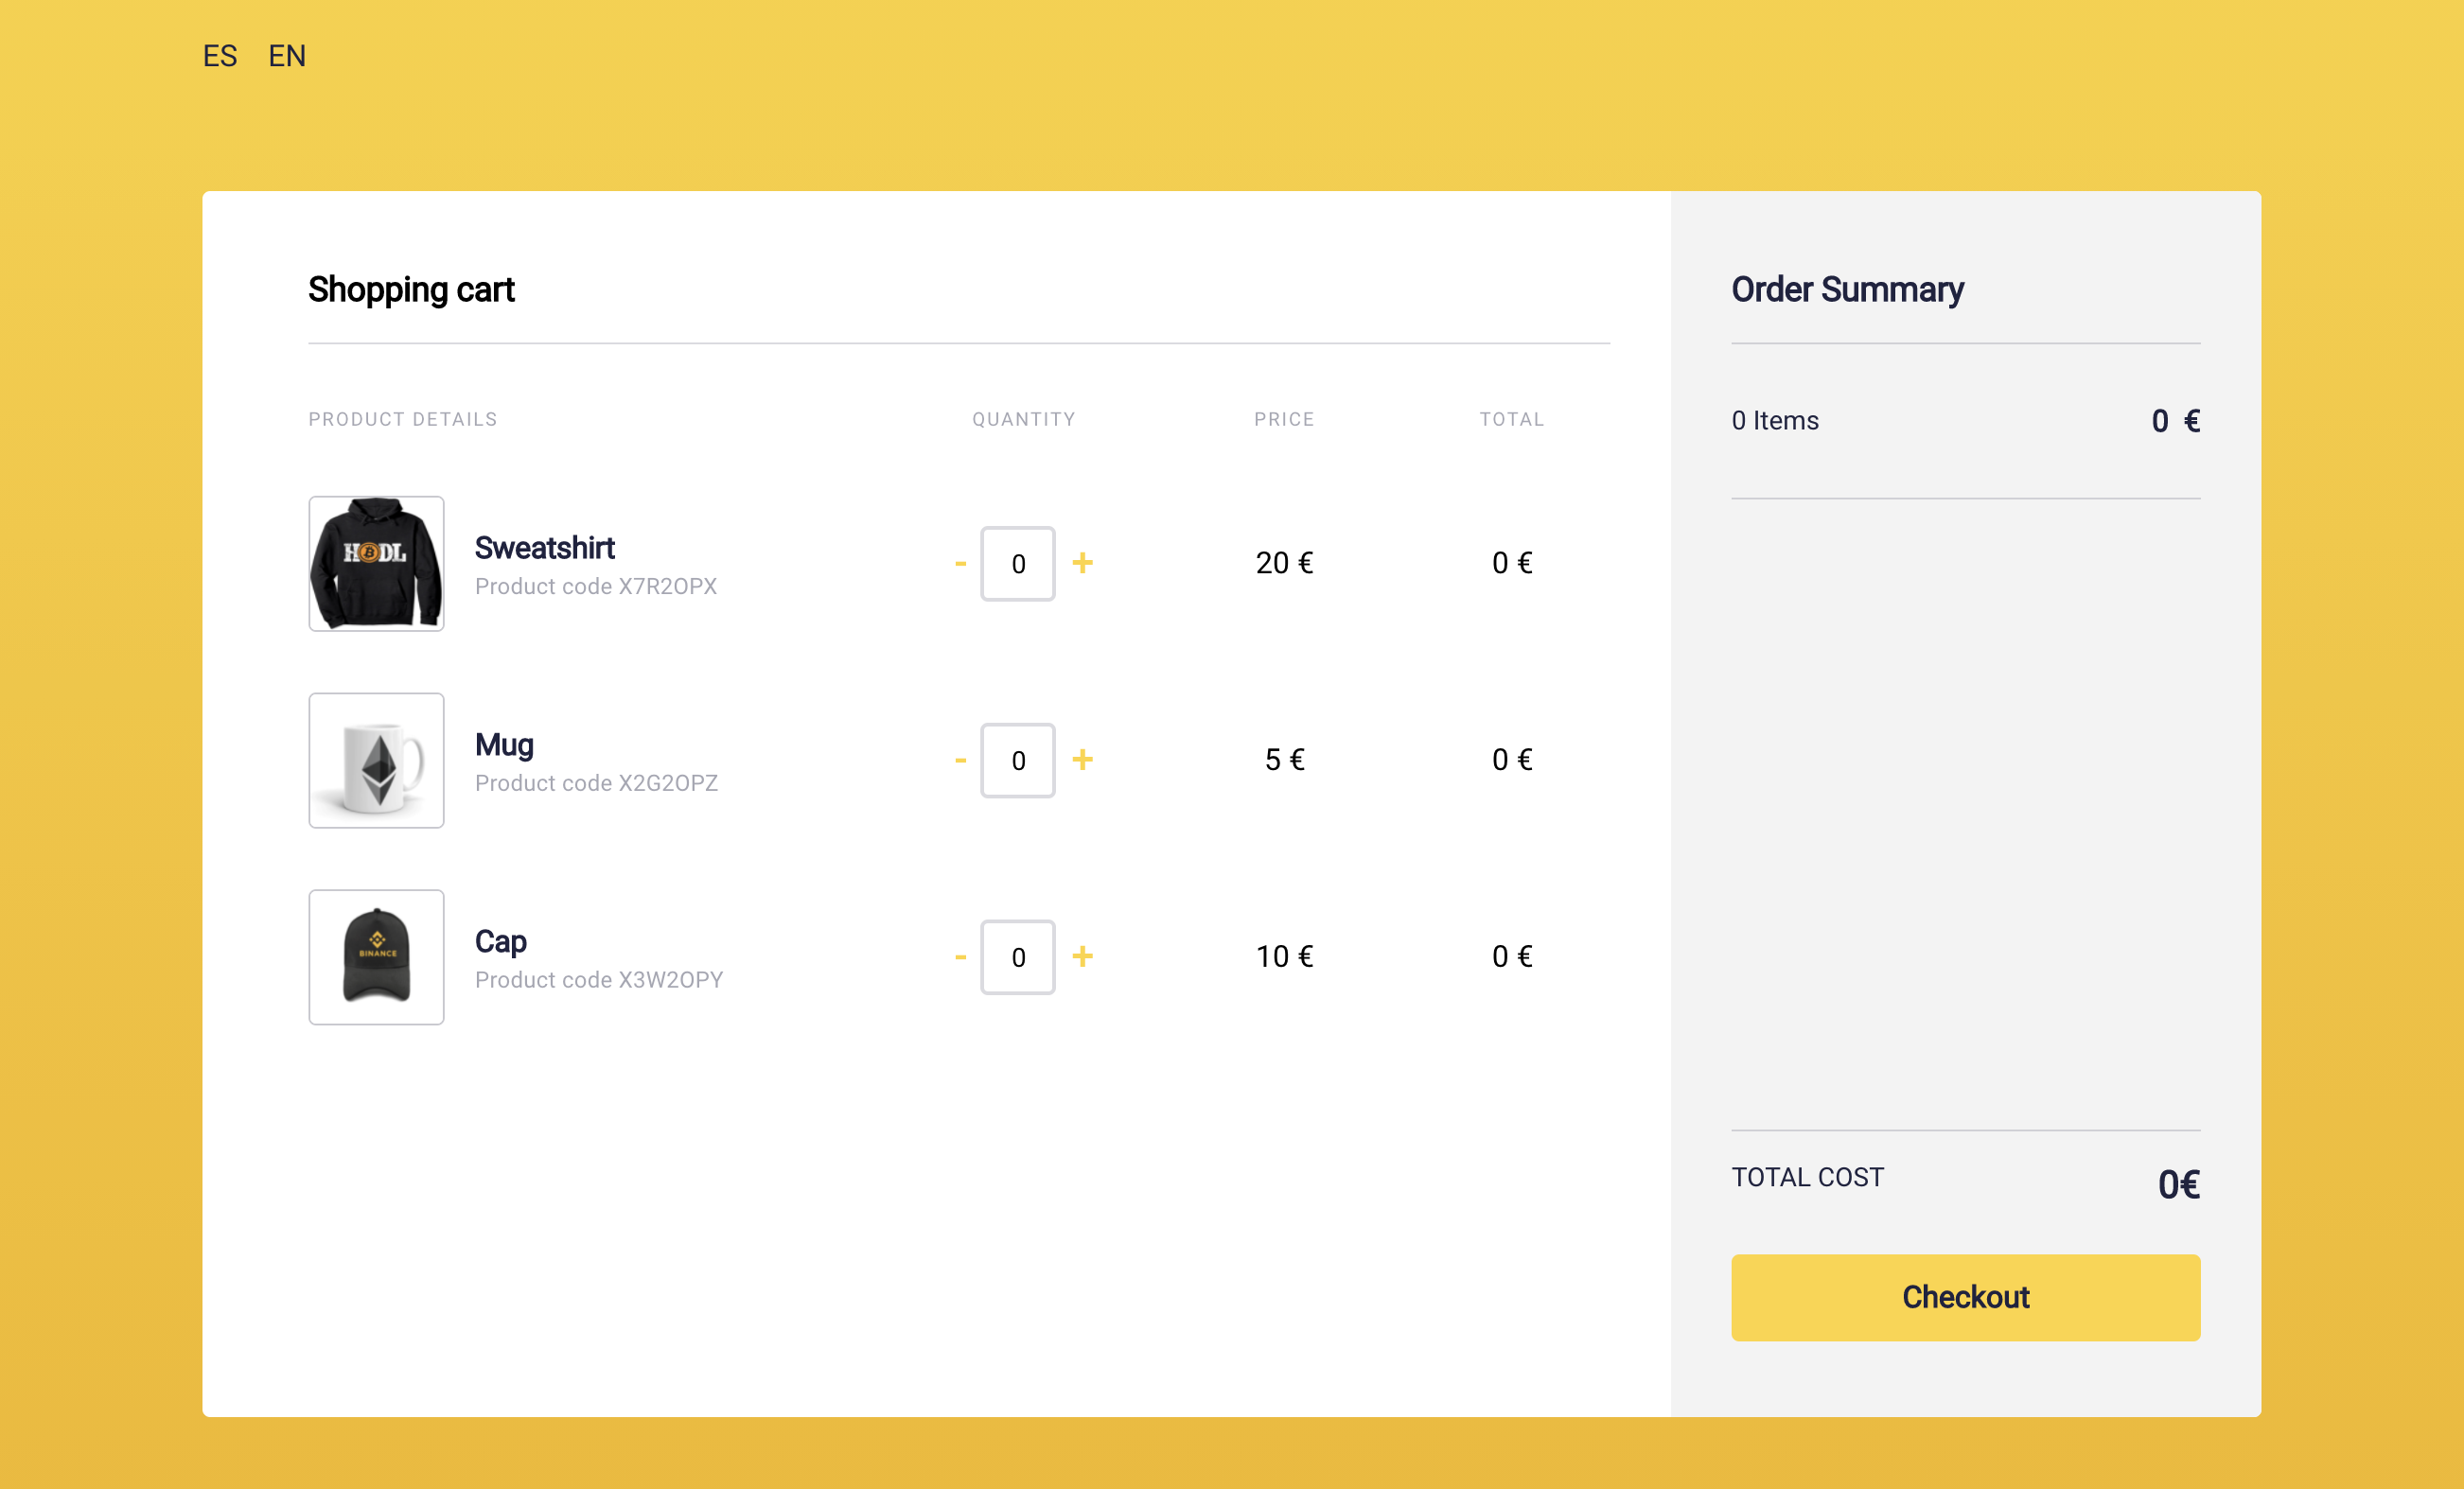 ES EN
Shopping cart
PRODUCT DETAILS QUANTITY PRICE TOTAL
HODL
Sweatshirt
Product code X7R2OPX
- 0 + 20 € 0 €
Mug
Product code X2G2OPZ
- 0 + 5 € 0 €
BINANCE
Cap
Product code X3W2OPY
- 0 + 10 € 0 €
Order Summary
0 Items 0 €
TOTAL COST 0€
Checkout